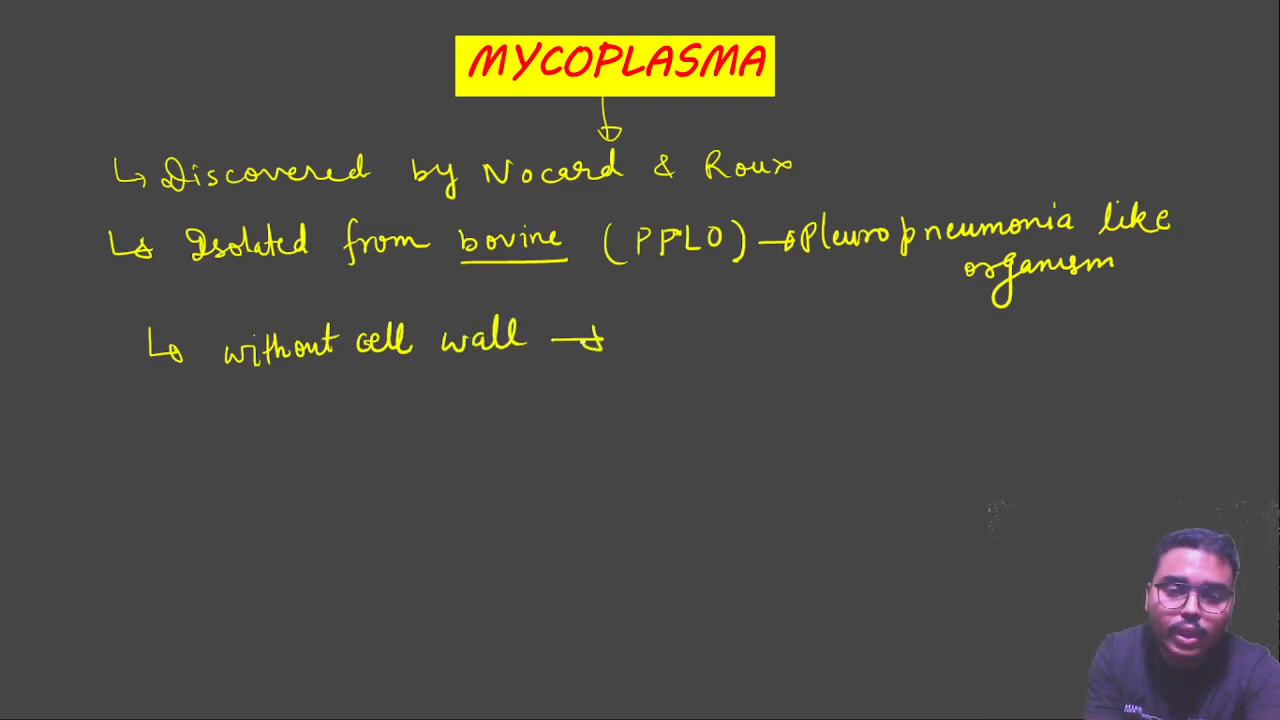 MYCOPLASMA
Discovered by Nocard & Roux
Isolated from bovine (PPLO) → Pleuropneumonia like
organism
without cell wall →